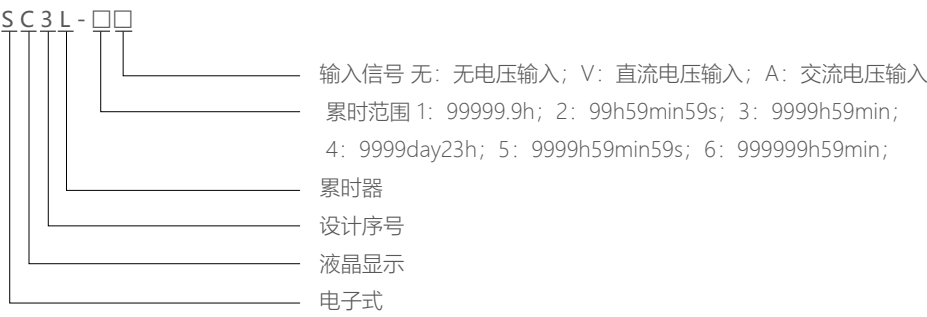 SC3L-□□
输入信号 无：无电压输入；V：直流电压输入；A：交流电压输入
累时范围 1：99999.9h；2：99h59min59s；3：9999h59min；
4：9999day23h；5：9999h59min59s；6：999999h59min；
累时器
设计序号
液晶显示
电子式